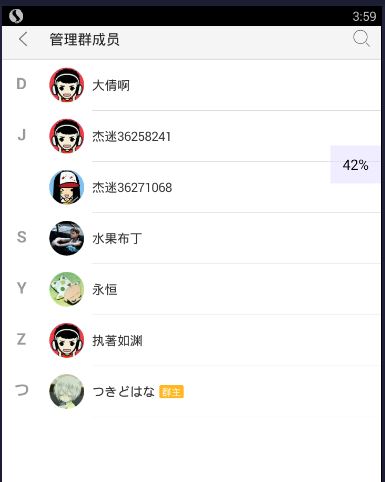 3:59
管理群成员
D
大倩啊
J
杰迷36258241
42%
杰迷36271068
S
水果布丁
Y
永恒
Z
执著如渊
つ
つきどはな 群主